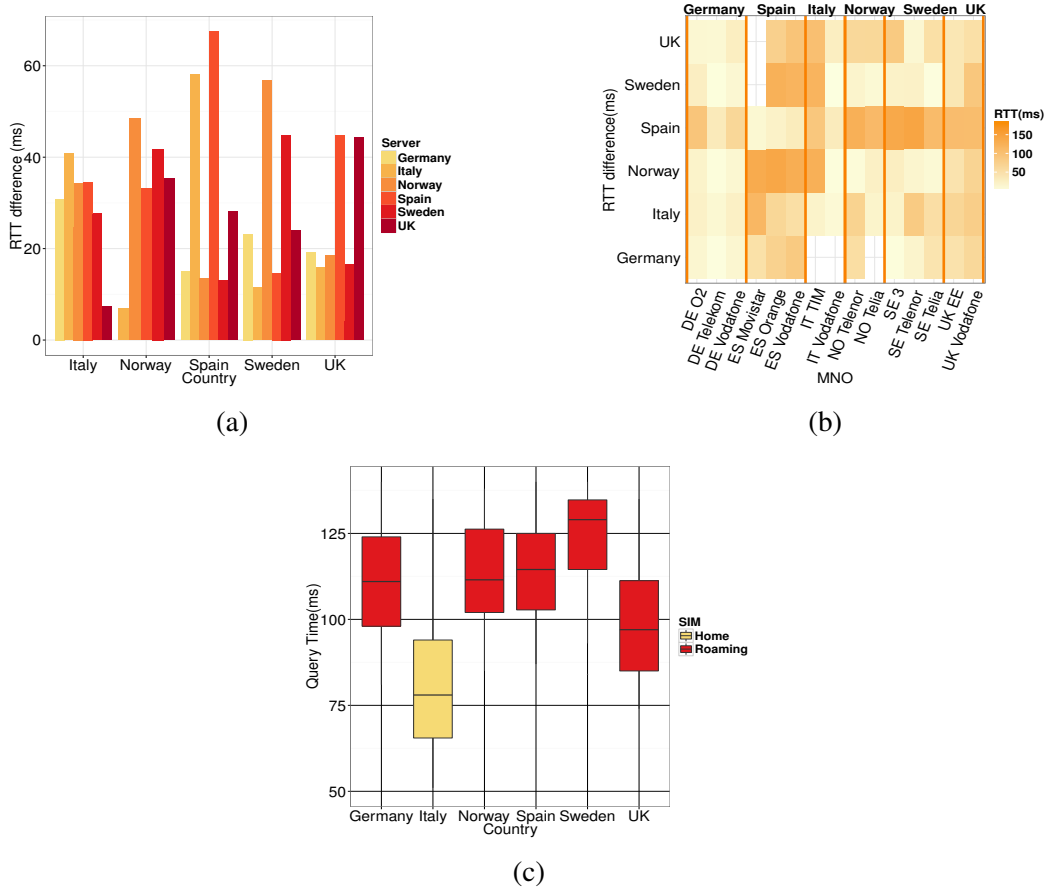 60
40
20
0
RTT dfference (ms)
Italy
Norway
Spain
Sweden
UK
Country
Server
Germany
Italy
Norway
Spain
Sweden
UK
(a)
Germany
Spain
Italy
Norway
Sweden
UK
UK
Sweden
Spain
Norway
Italy
Germany
RTT difference(ms)
DE O2
DE Telekom
DE Vodafone
ES Movistar
ES Orange
ES Vodafone
IT TIM
IT Vodafone
NO Telenor
NO Telia
SE 3
SE Telenor
SE Telia
UK EE
UK Vodafone
MNO
RTT(ms)
150
100
50
(b)
125
100
75
50
Query Time(ms)
Germany
Italy
Norway
Spain
Sweden
UK
Country
SIM
Home
Roaming
(c)